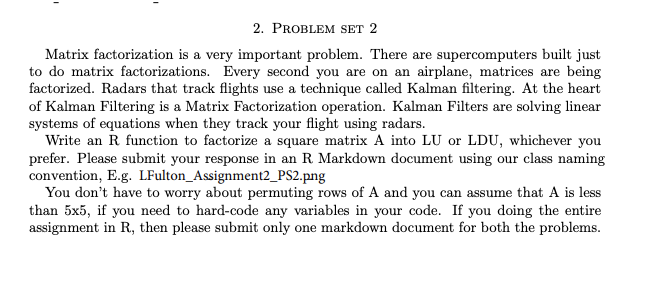 2. PROBLEM SET 2
Matrix factorization is a very important problem. There are supercomputers built just
to do matrix factorizations. Every second you are on an airplane, matrices are being
factorized. Radars that track flights use a technique called Kalman filtering. At the heart
of Kalman Filtering is a Matrix Factorization operation. Kalman Filters are solving linear
systems of equations when they track your flight using radars.
Write an R function to factorize a square matrix A into LU or LDU, whichever you
prefer. Please submit your response in an R Markdown document using our class naming
convention, E.g. LFulton_Assignment2_PS2.png
You don't have to worry about permuting rows of A and you can assume that A is less
than 5x5, if you need to hard-code any variables in your code. If you doing the entire
assignment in R, then please submit only one markdown document for both the problems.